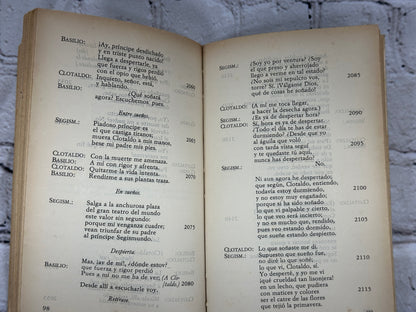 BASILIO: ¡Ay, príncipe desdichado
y en triste punto nacido!
Llega a despertarle, ya
que fuerza y vigor perdió
con el opio que bebió.
CLOTALDO: Inquieto, señor, está,
y hablando. 2060
BASILIO: ¿Qué soñará
agora? Escuchemos, pues.
Entre sueños.
SEGISM.: Piadoso príncipe es
el que castiga tiranos;
muera Clotaldo a mis manos, 2065
bese mi padre mis pies.
CLOTALDO: Con la muerte me amenaza.
BASILIO: A mí con rigor y afrenta.
CLOTALDO: Quitarme la vida intenta.
BASILIO: Rendirme a sus plantas traza. 2070
En sueños.
SEGISM.: Salga a la anchurosa plaza
del gran teatro del mundo
este valor sin segundo:
porque mi venganza cuadre;
vean triunfar de su padre 2075
al príncipe Segismundo.
Despierta.
BASILIO: Mas, ¡ay de mí!, ¿dónde estoy?
Pues a mí no me ha de ver; [A Clo-
que fuerza y vigor perdió 2080 [taldo.]
Desde allí a escucharle voy.
Retírase.
98
SEGISM.: ¿Soy yo por ventura? ¿Soy
el que preso y aherrojado
llego a verme en tal estado? 2085
¿No sois mi sepulcro vos,
torre? Sí. ¡Válgame Dios,
qué de cosas he soñado!
CLOTALDO: [A mí me toca llegar,
a hacer la desecha agora.] 2090
SEGISM.: ¿Es ya de despertar hora?
CLOTALDO: Sí, hora es ya de despertar.
¿Todo el día te has de estar
durmiendo? ¿Desde que yo
al águila que voló 2095
con tarda vista seguí
y te quedaste tú aquí,
nunca has despertado?
SEGISM.: No,
Ni aun agora he despertado;
que según, Clotaldo, entiendo, 2100
todavía estoy durmiendo,
y no estoy muy engañado;
porque si ha sido soñado
lo que vi palpable y cierto,
lo que veo será incierto; 2105
y no es mucho que, rendido,
pues veo estando dormido,
que sueñe estando despierto.
CLOTALDO: Lo que soñaste me di.
SEGISM.: Supuesto que sueño fue, 2110
no diré lo que soñé;
lo que vi, Clotaldo, sí.
Yo desperté, y yo me vi
¡qué crueldad tan lisonjera!
en un lecho que pudiera 2115
con matices y colores
ser el catre de las flores
que tejió la primavera.